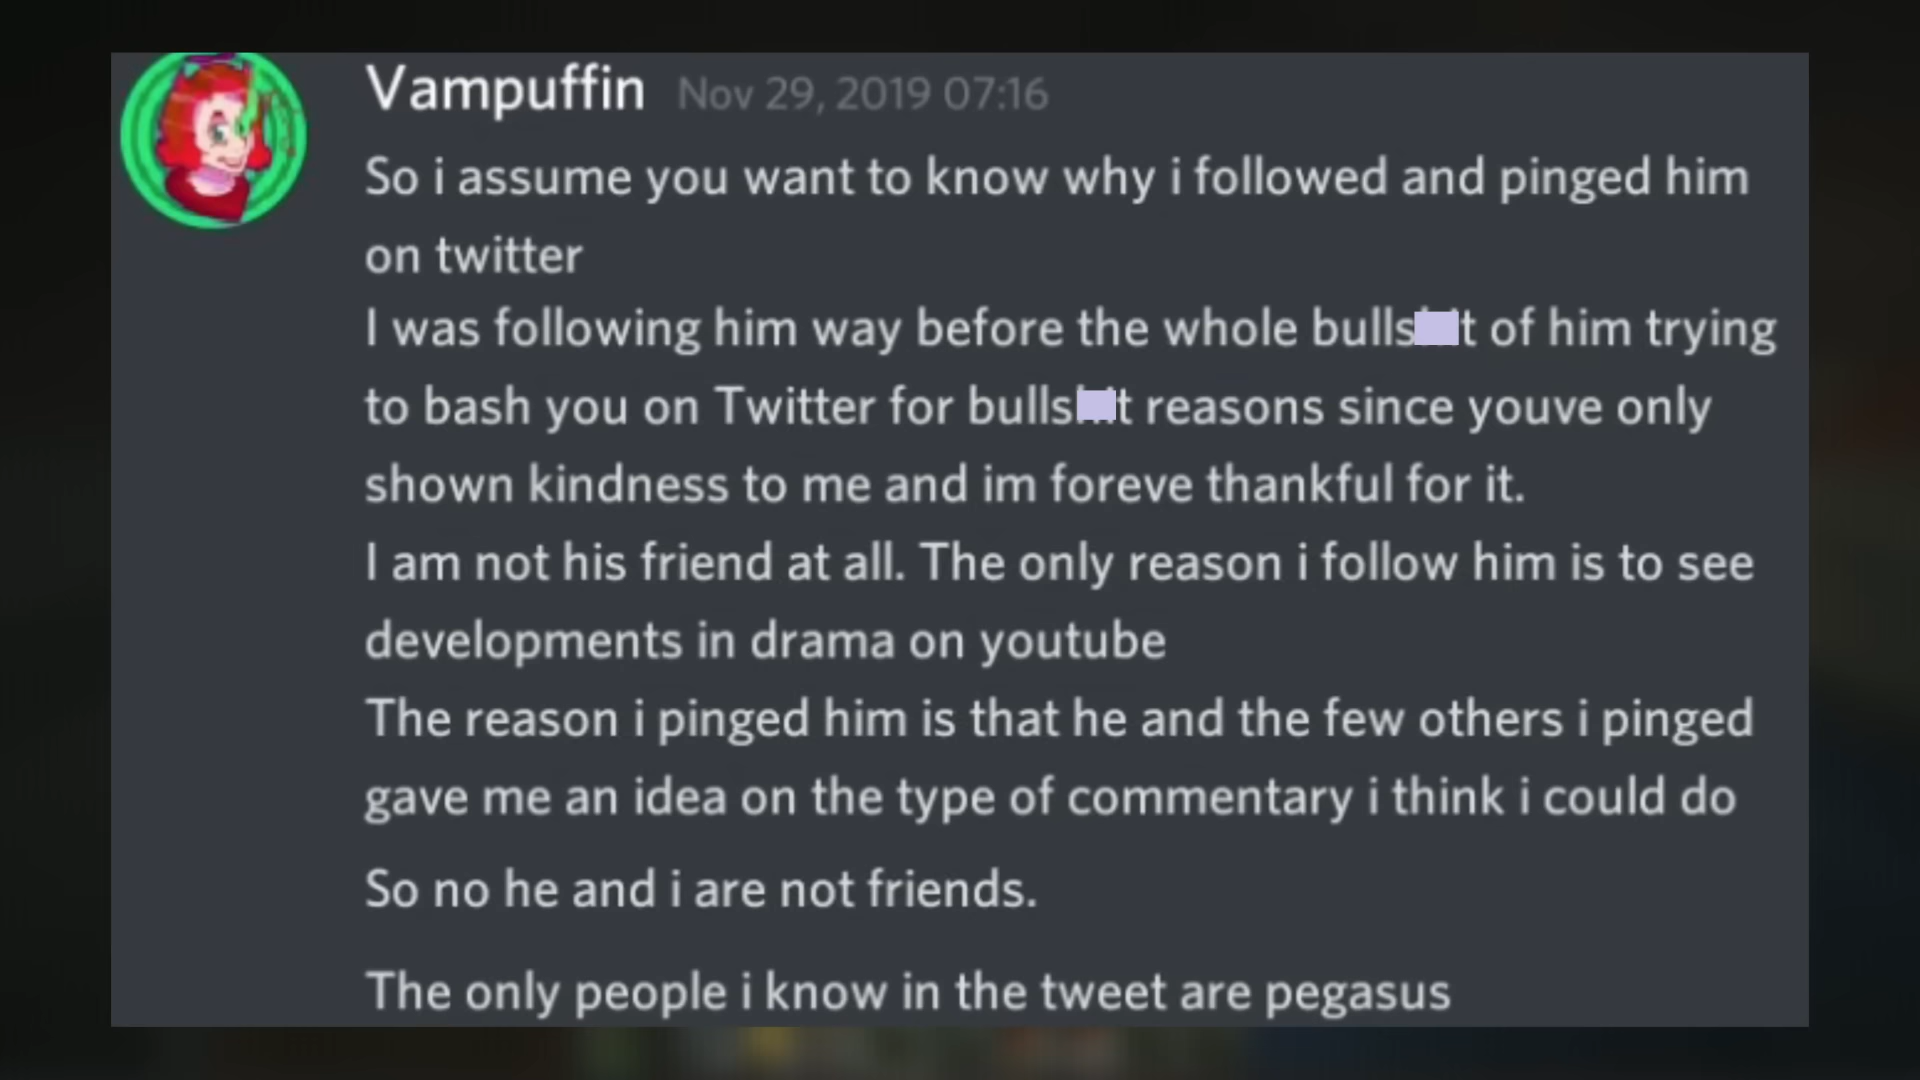 Vampuffin Nov 29, 2019 07:16
So i assume you want to know why i followed and pinged him
on twitter
I was following him way before the whole bulls t of him trying
to bash you on Twitter for bulls t reasons since youve only
shown kindness to me and im foreve thankful for it.
I am not his friend at all. The only reason i follow him is to see
developments in drama on youtube
The reason i pinged him is that he and the few others i pinged
gave me an idea on the type of commentary i think i could do
So no he and i are not friends.
The only people i know in the tweet are pegasus